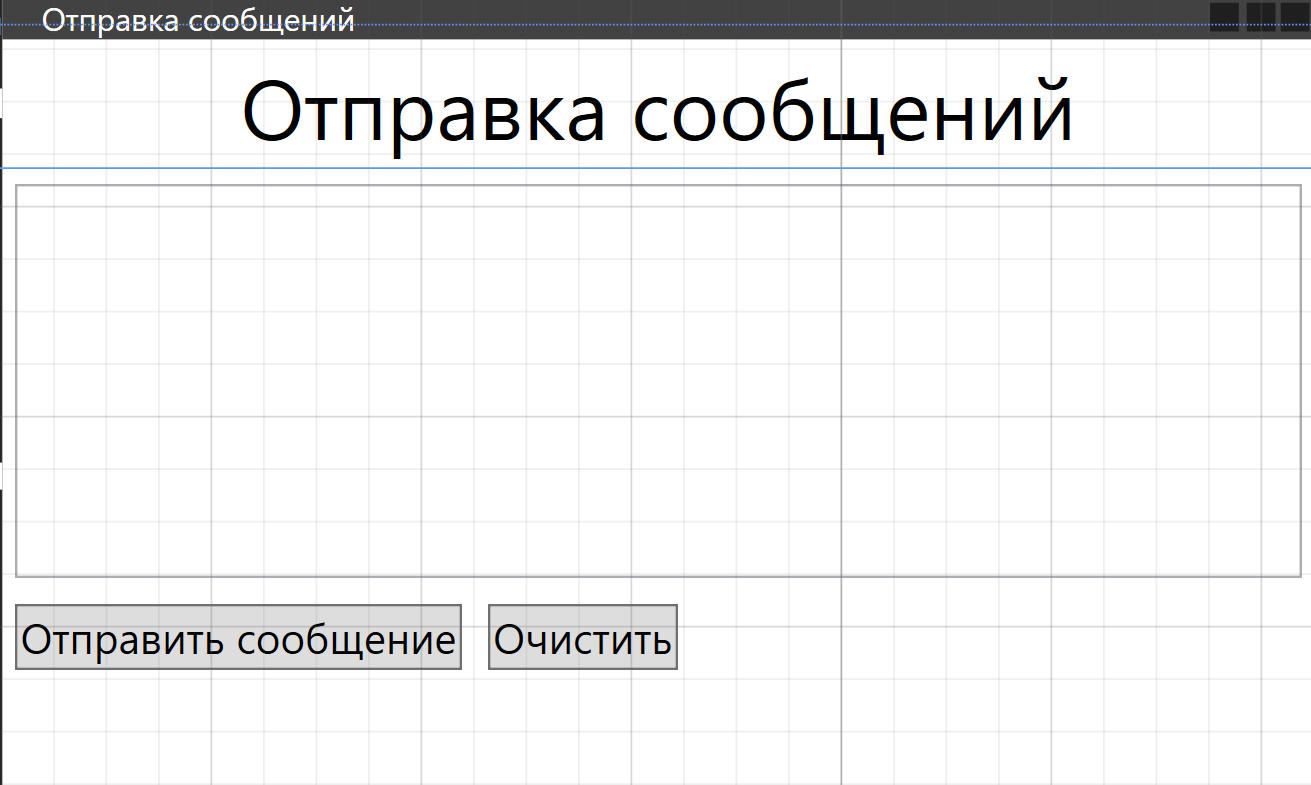 Отправка сообщений
Отправка сообщений
Отправить сообщение
Очистить